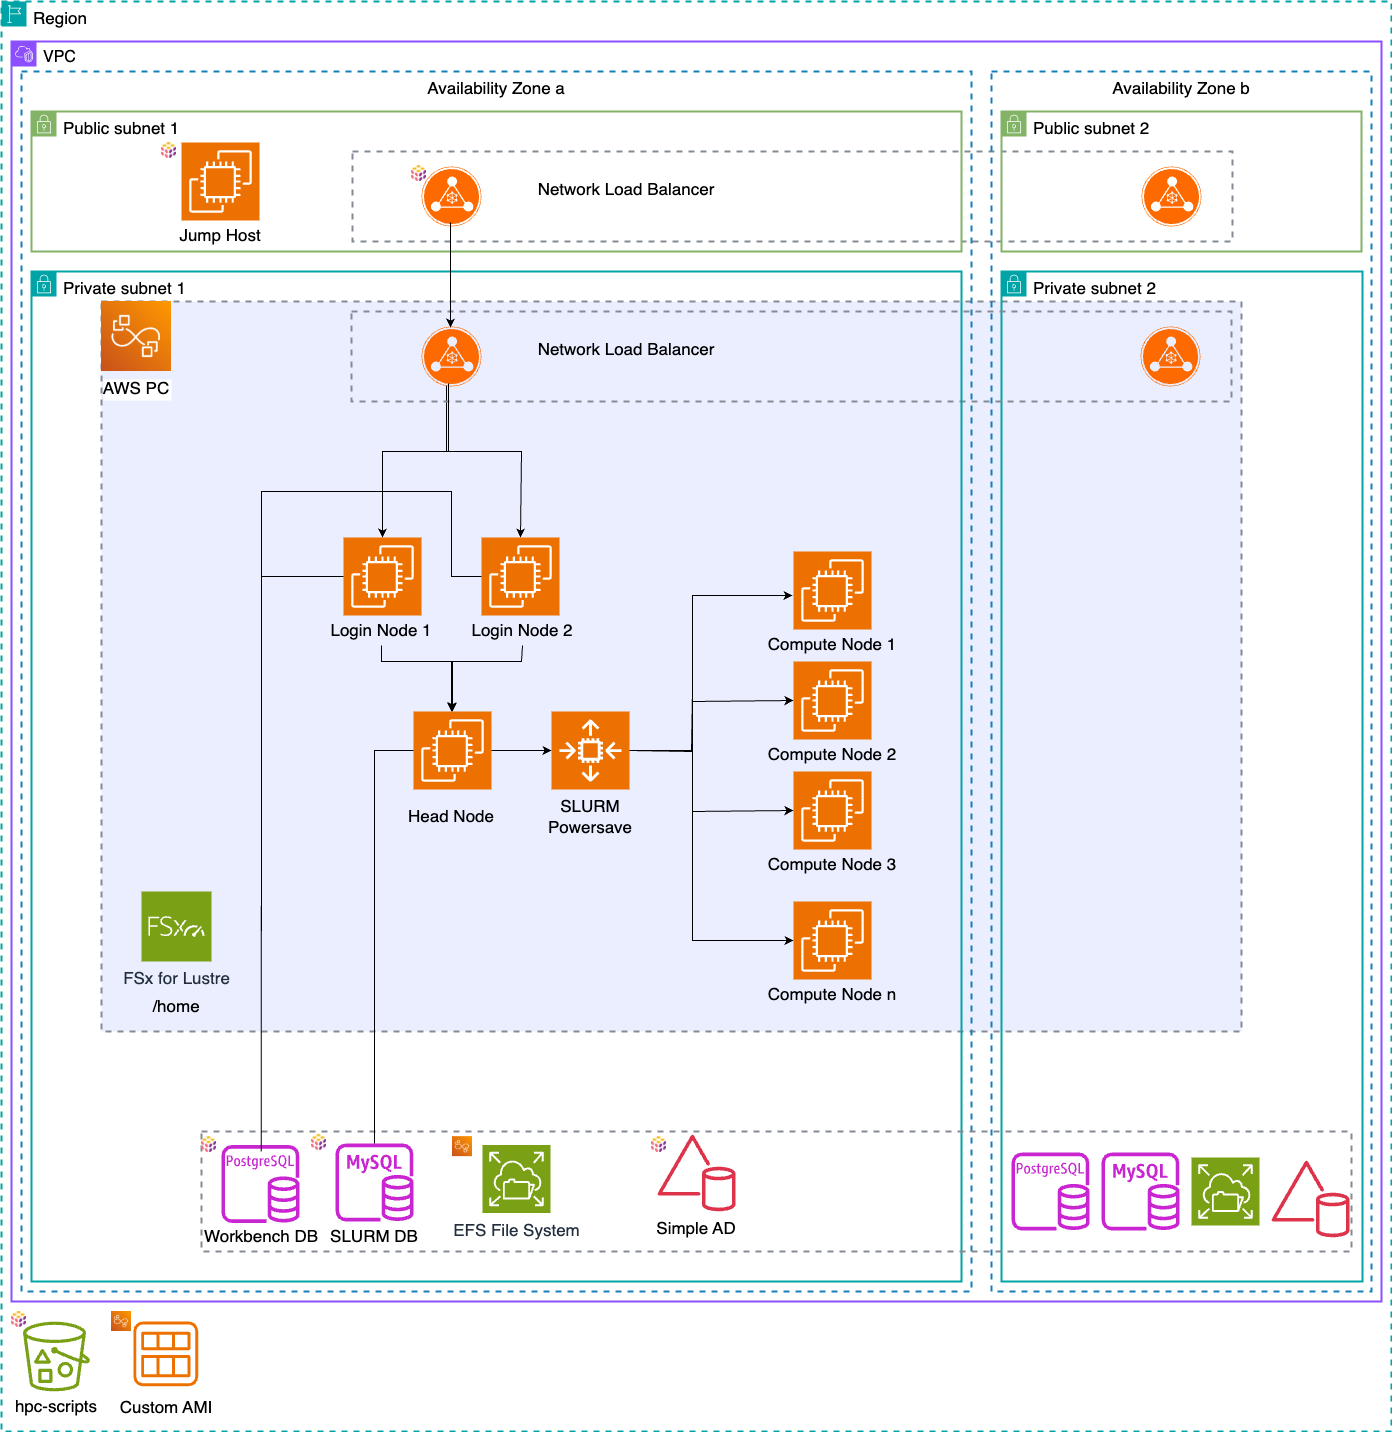 Region
VPC
Availability Zone a
Availability Zone b
Public subnet 1
Public subnet 2
Jump Host
Network Load Balancer
Private subnet 1
Private subnet 2
AWS PC
Network Load Balancer
Login Node 1
Login Node 2
Compute Node 1
Compute Node 2
Head Node
SLURM
Powersave
Compute Node 3
FSx
FSx for Lustre
/home
Compute Node n
PostgreSQL
MySQL
PostgreSQL
MySQL
Workbench DB
SLURM DB
EFS File System
Simple AD
hpc-scripts
Custom AMI